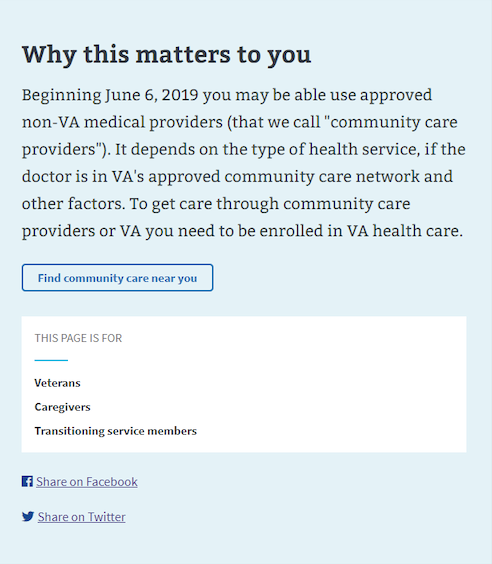 Why this matters to you
Beginning June 6, 2019 you may be able use approved
non-VA medical providers (that we call "community care
providers"). It depends on the type of health service, if the
doctor is in VA's approved community care network and
other factors. To get care through community care
providers or VA you need to be enrolled in VA health care.
Find community care near you
THIS PAGE IS FOR
Veterans
Caregivers
Transitioning service members
Share on Facebook
Share on Twitter